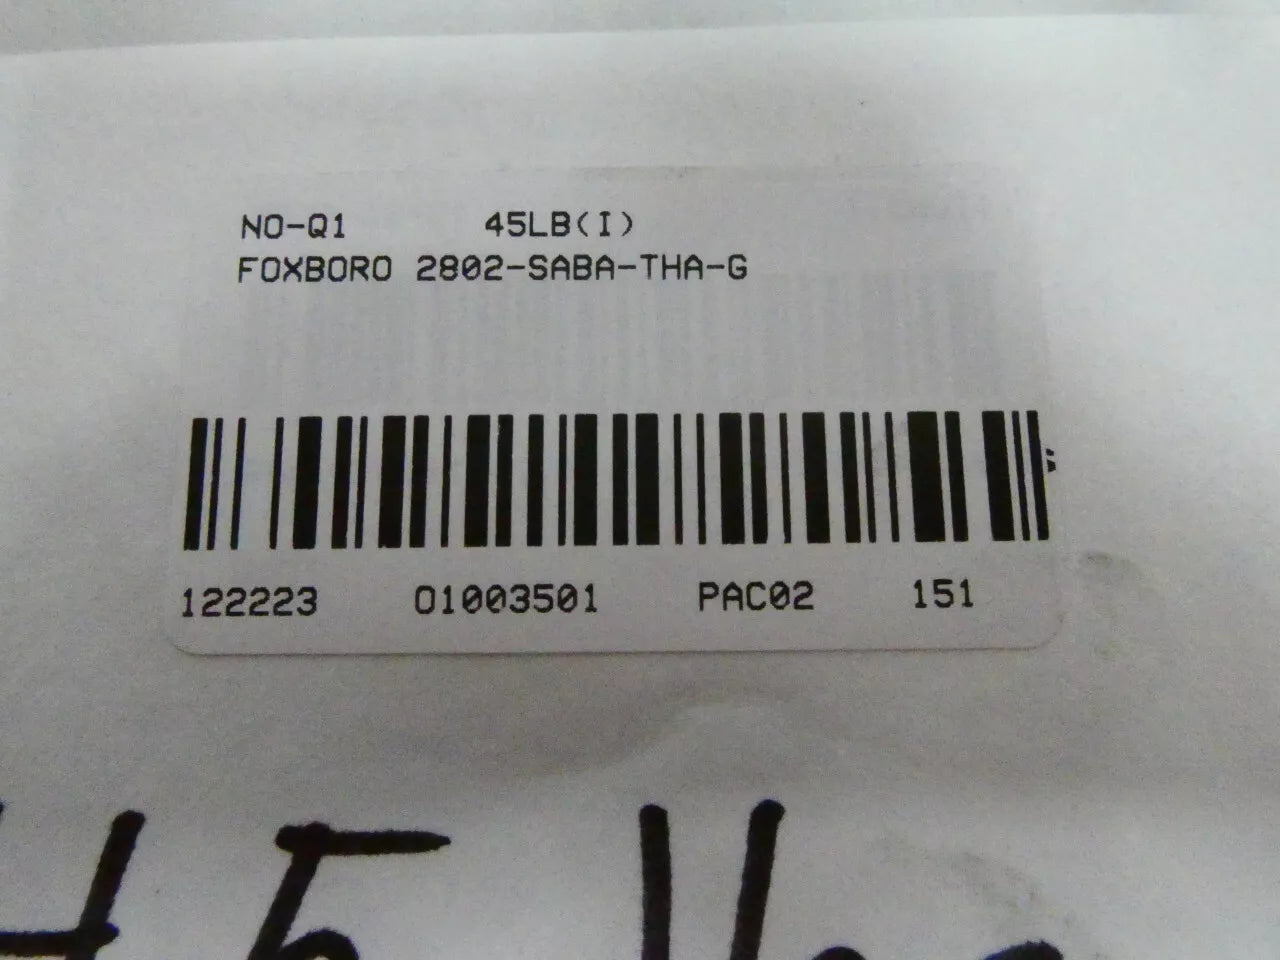 NO-Q1 45LB(I)
FOXBORO 2802-SABA-THA-G
122223 01003501 PAC02 151